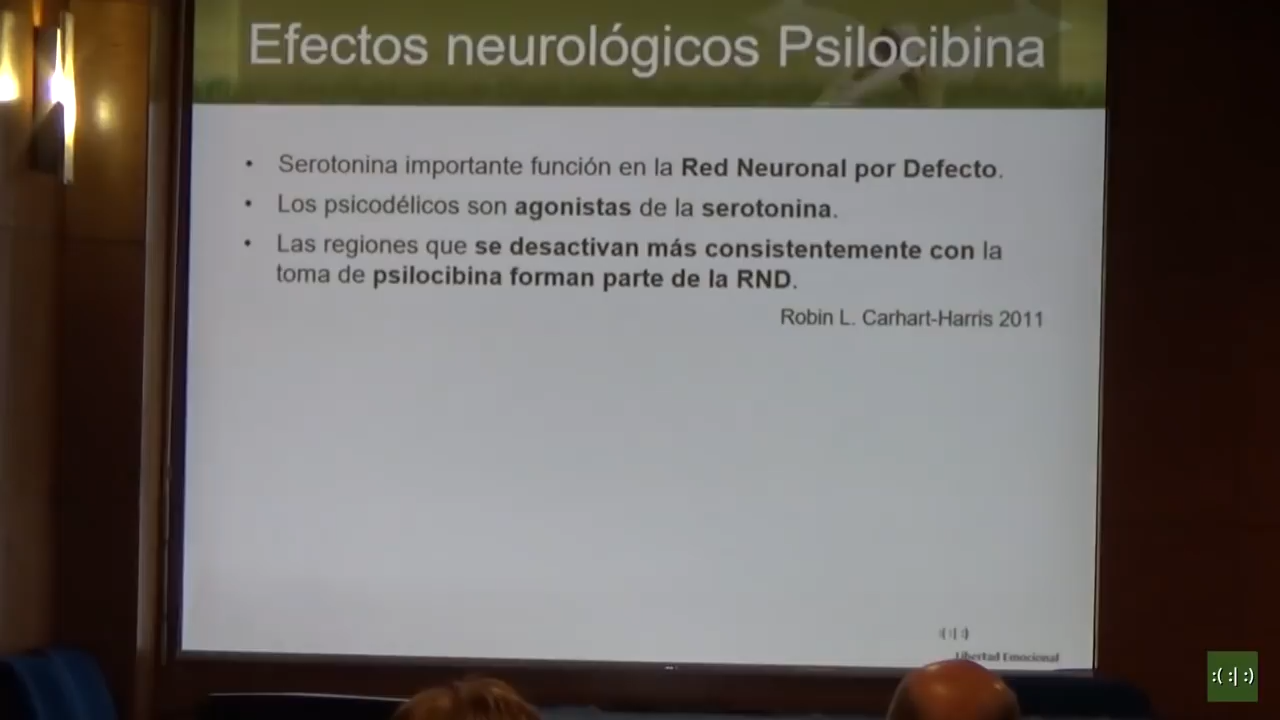 Efectos neurológicos Psilocibina
• Serotonina importante función en la Red Neuronal por Defecto.
• Los psicodélicos son agonistas de la serotonina.
• Las regiones que se desactivan más consistentemente con la
toma de psilocibina forman parte de la RND.
Robin L. Carhart-Harris 2011
:( :| :)
Libertad Emocional
:( :| :)